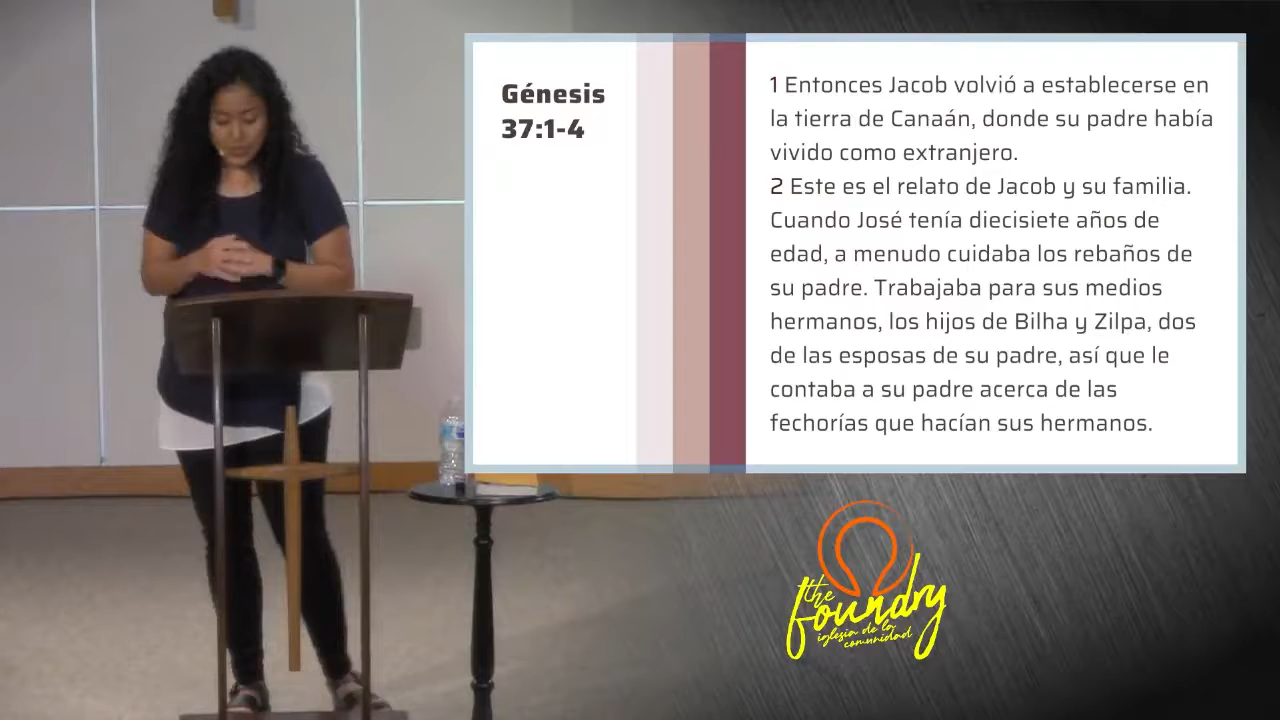 Génesis
37:1-4
1 Entonces Jacob volvió a establecerse en
la tierra de Canaán, donde su padre había
vivido como extranjero.
2 Este es el relato de Jacob y su familia.
Cuando José tenía diecisiete años de
edad, a menudo cuidaba los rebaños de
su padre. Trabajaba para sus medios
hermanos, los hijos de Bilha y Zilpa, dos
de las esposas de su padre, así que le
contaba a su padre acerca de las
fechorías que hacían sus hermanos.
the
foundry
iglesia de la
comunidad